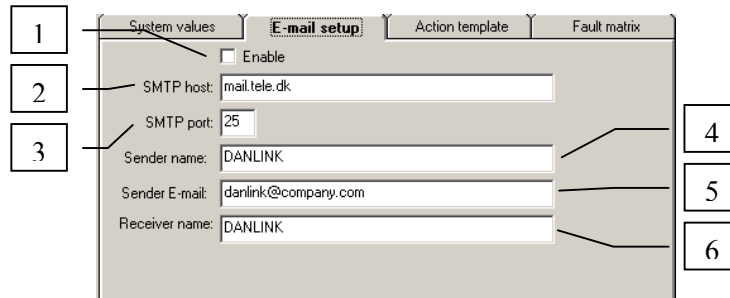 System values E-mail setup Action template Fault matrix
1
Enable
2
SMTP host: mail.tele.dk
SMTP port: 25
3
4
Sender name: DANLINK
Sender E-mail: danlink@company.com
5
Receiver name: DANLINK
6